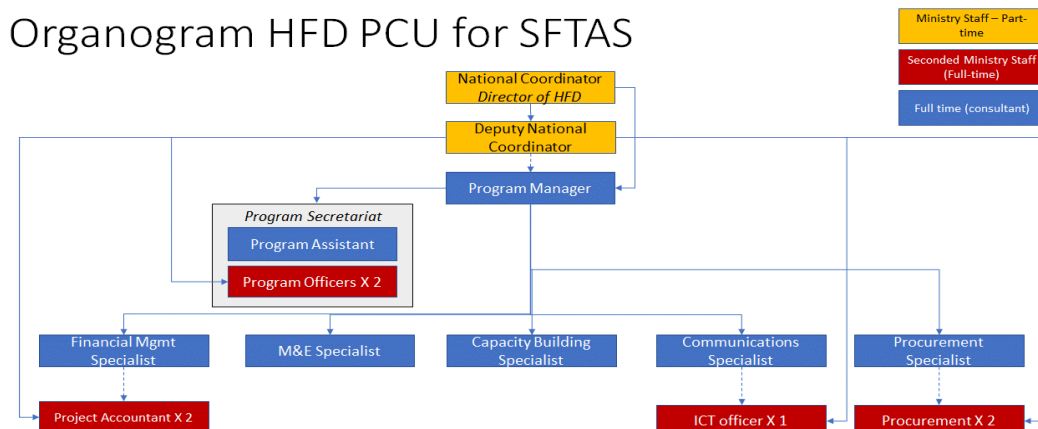 Organogram HFD PCU for SFTAS
Ministry Staff – Part-
time
Seconded Ministry Staff
(Full-time)
Full time (consultant)
National Coordinator
Director of HFD
Deputy National
Coordinator
Program Manager
Program Secretariat
Program Assistant
Program Officers X 2
Financial Mgmt
Specialist
M&E Specialist
Capacity Building
Specialist
Communications
Specialist
Procurement
Specialist
Project Accountant X 2
ICT officer X 1
Procurement X 2